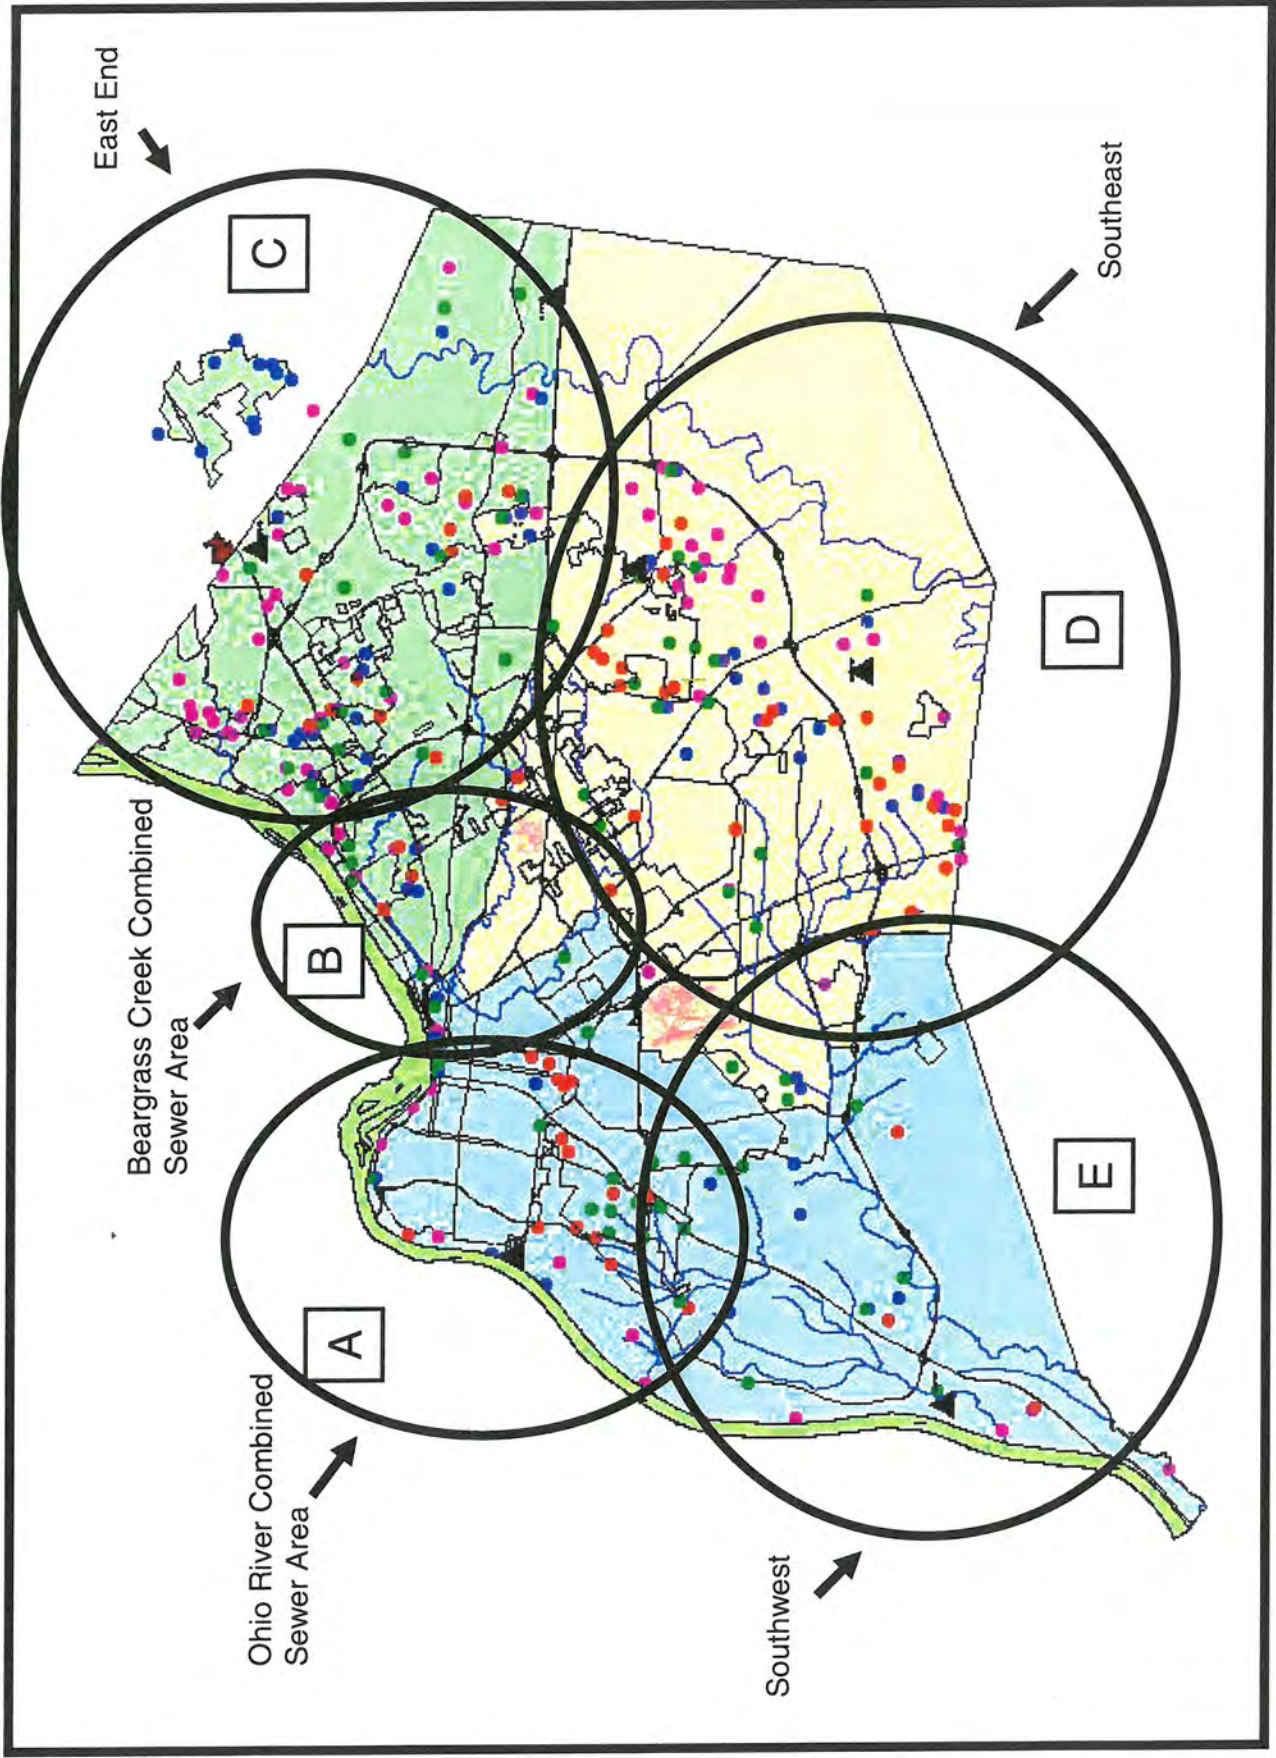 Ohio River Combined
Sewer Area
A
Beargrass Creek Combined
Sewer Area
B
East End
C
Southwest
E
Southeast
D